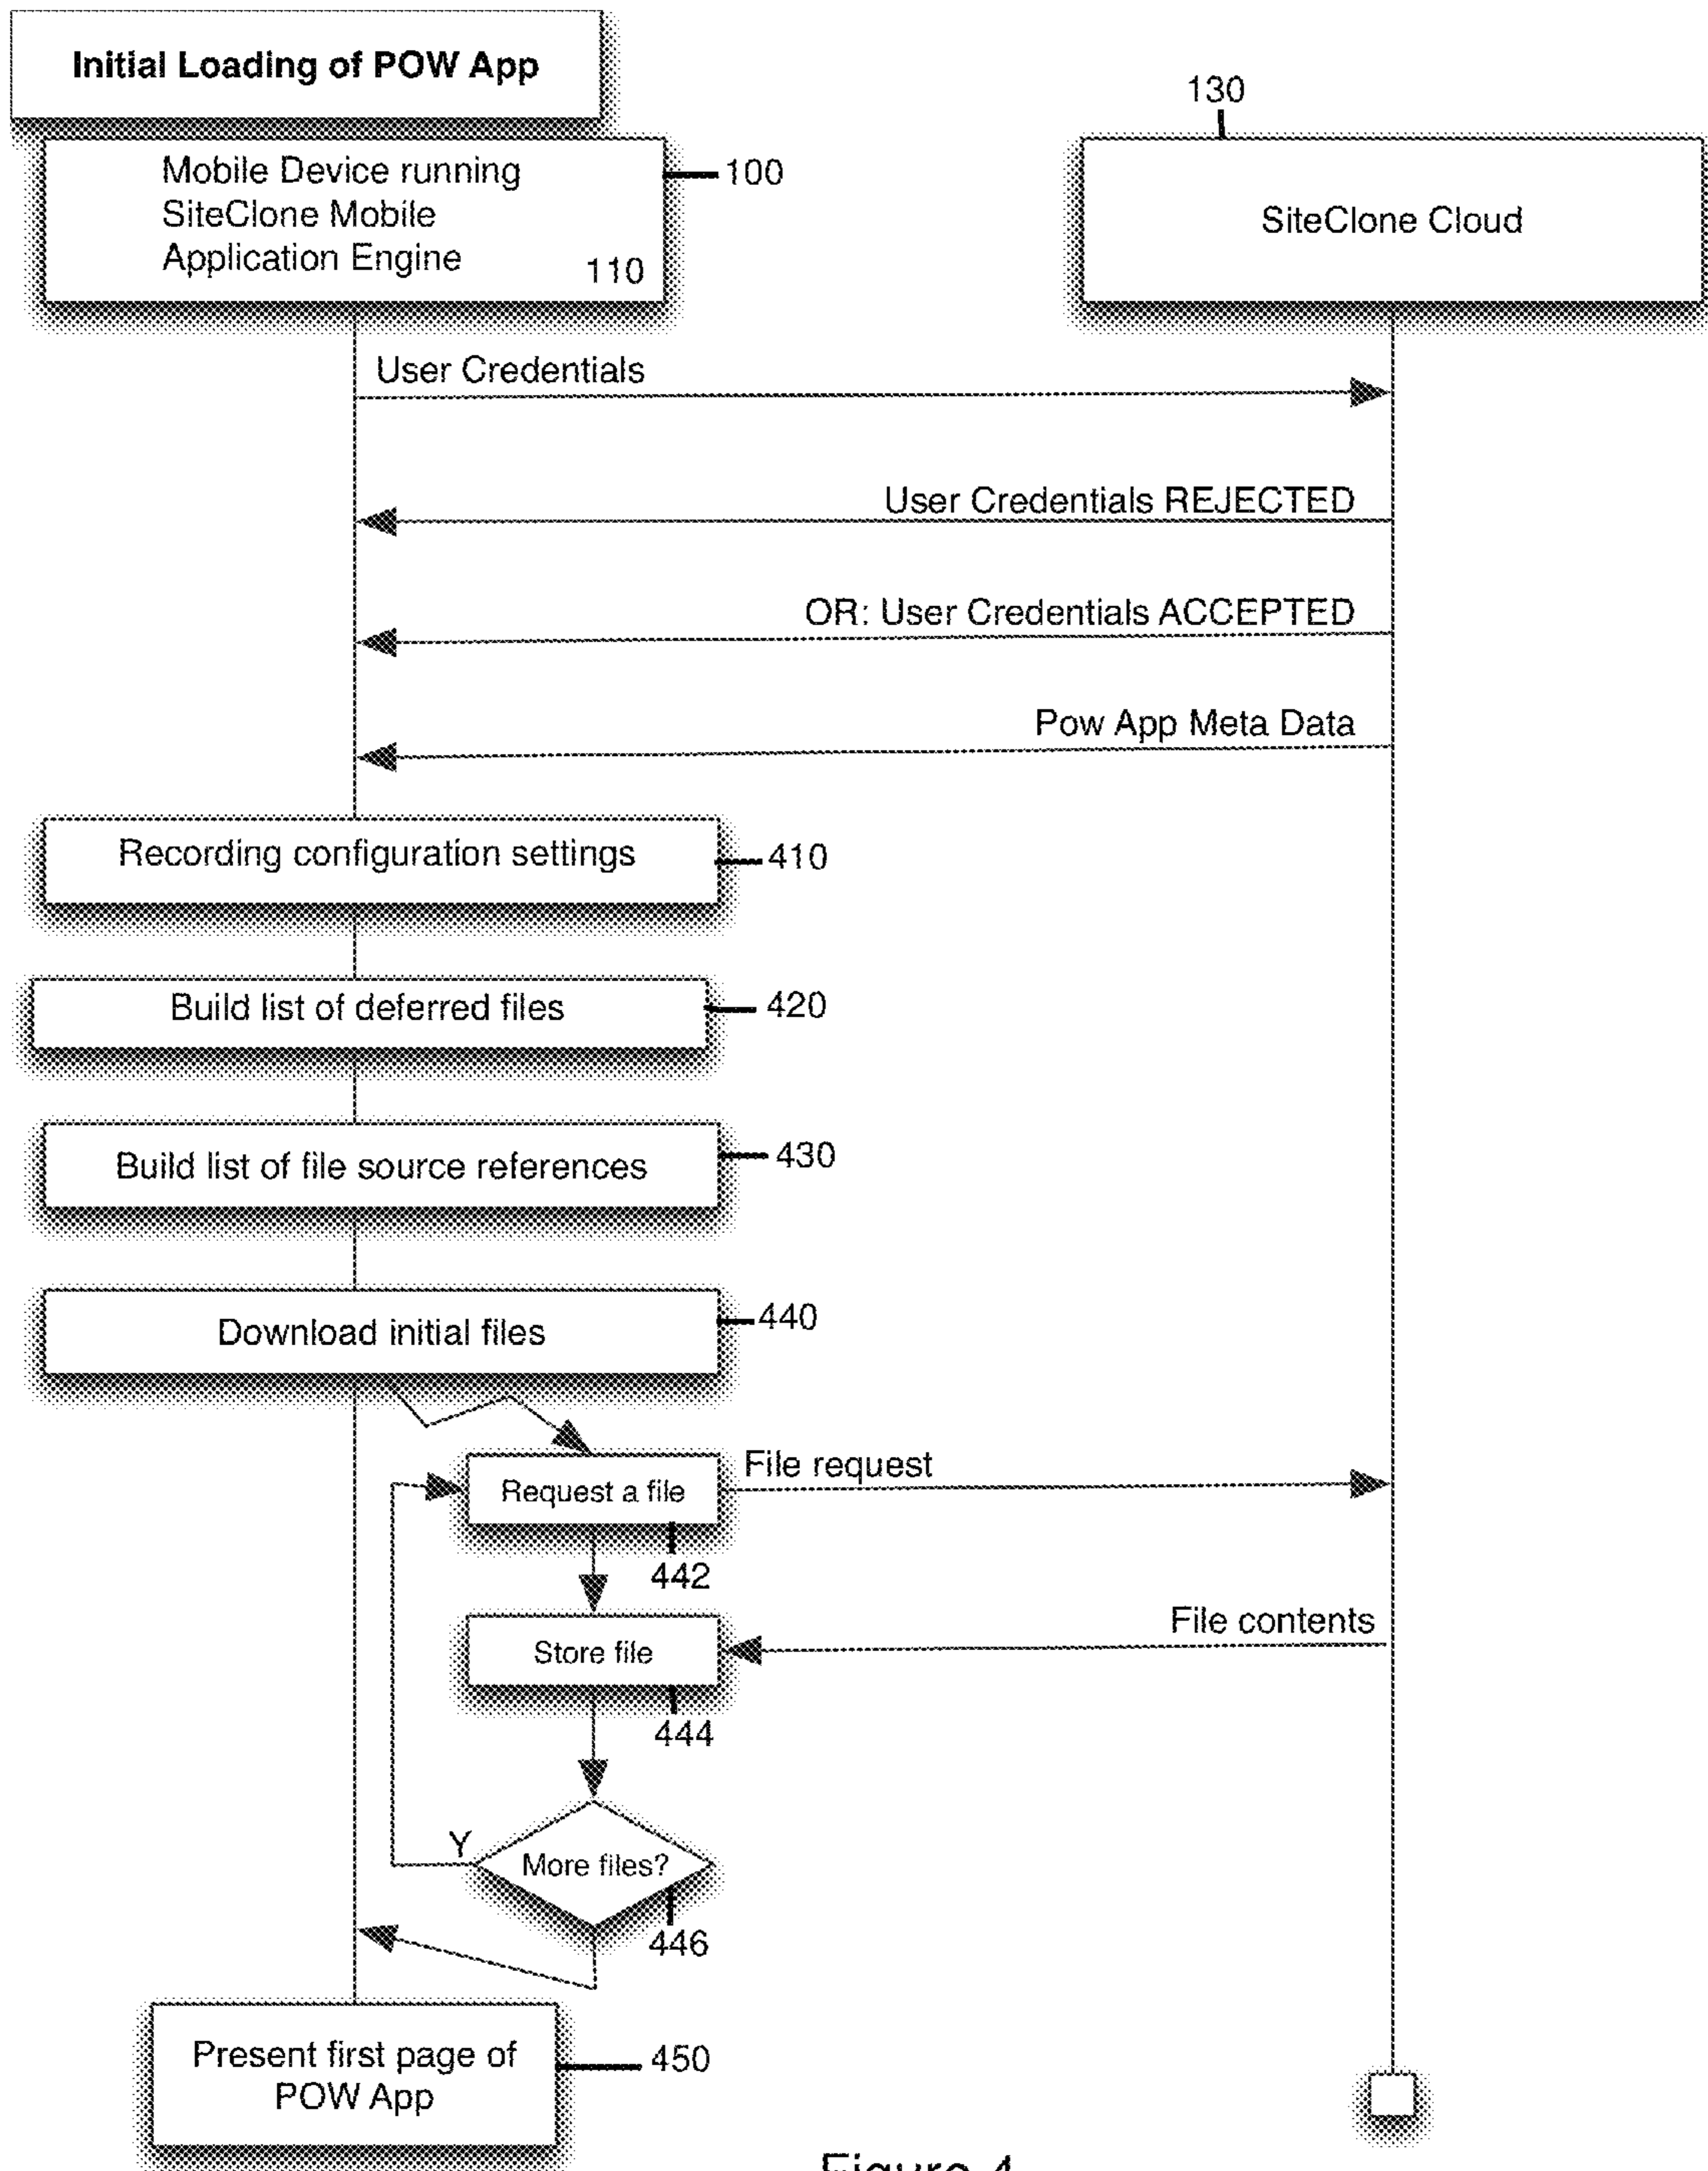 Initial Loading of POW App
130
Mobile Device running
SiteClone Mobile
Application Engine
100
110
SiteClone Cloud
User Credentials
User Credentials REJECTED
OR: User Credentials ACCEPTED
Pow App Meta Data
Recording configuration settings
410
Build list of deferred files
420
Build list of file source references
430
Download initial files
440
Request a file
File request
442
File contents
Store file
444
Y
More files?
446
Present first page of
POW App
450
Figure 4